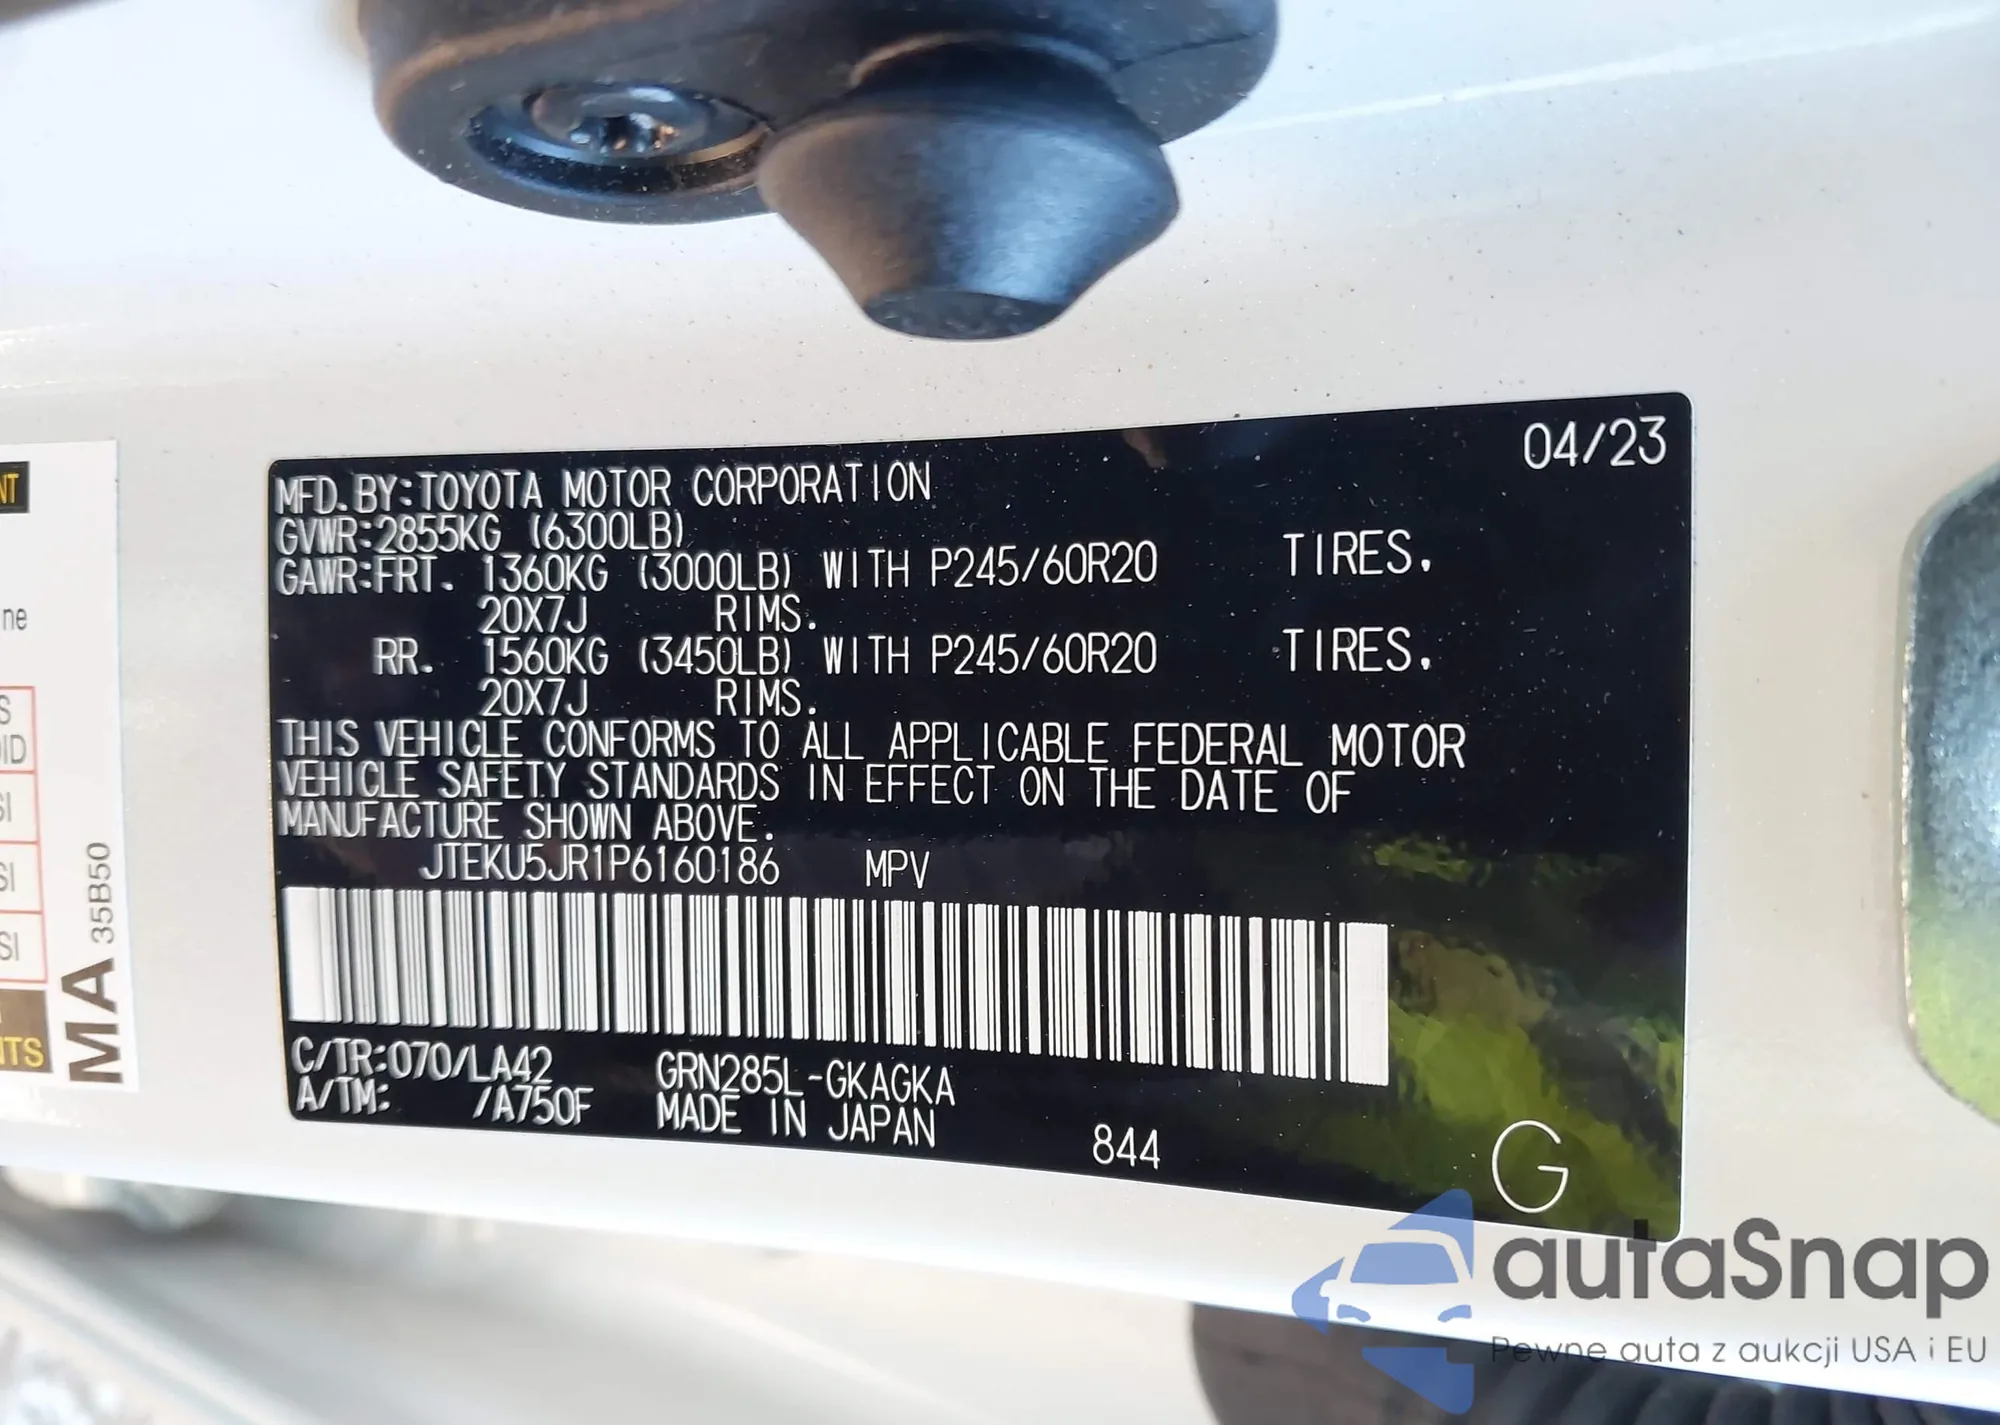 04/23
MFD.BY:TOYOTA MOTOR CORPORATION
GVWR:2855KG (6300LB)
GAWR:FRT. 1360KG (3000LB) WITH P245/60R20 TIRES.
20X7J RIMS.
RR. 1560KG (3450LB) WITH P245/60R20 TIRES.
20X7J RIMS.
THIS VEHICLE CONFORMS TO ALL APPLICABLE FEDERAL MOTOR
VEHICLE SAFETY STANDARDS IN EFFECT ON THE DATE OF
MANUFACTURE SHOWN ABOVE.
JTEKU5JR1P6160186 MPV
C/TR:070/LA42 GRN285L-GKAGKA
A/TM: /A750F MADE IN JAPAN 844 G
MA 35B50
autaSnap
Pewne auta z aukcji USA i EU